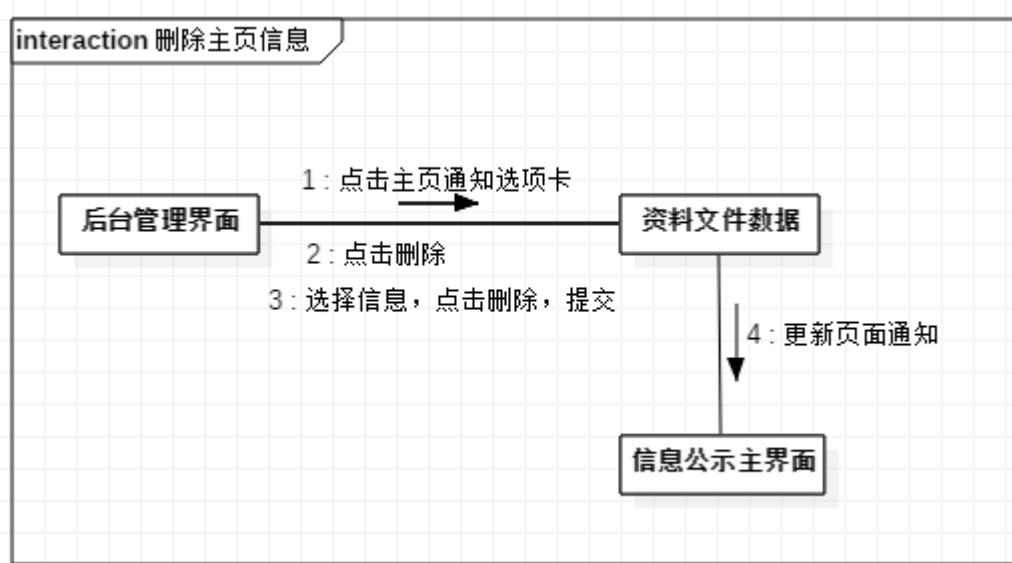 interaction 删除主页信息
1 : 点击主页通知选项卡
后台管理界面
资料文件数据
2 : 点击删除
3 : 选择信息，点击删除，提交
4 : 更新页面通知
信息公示主界面